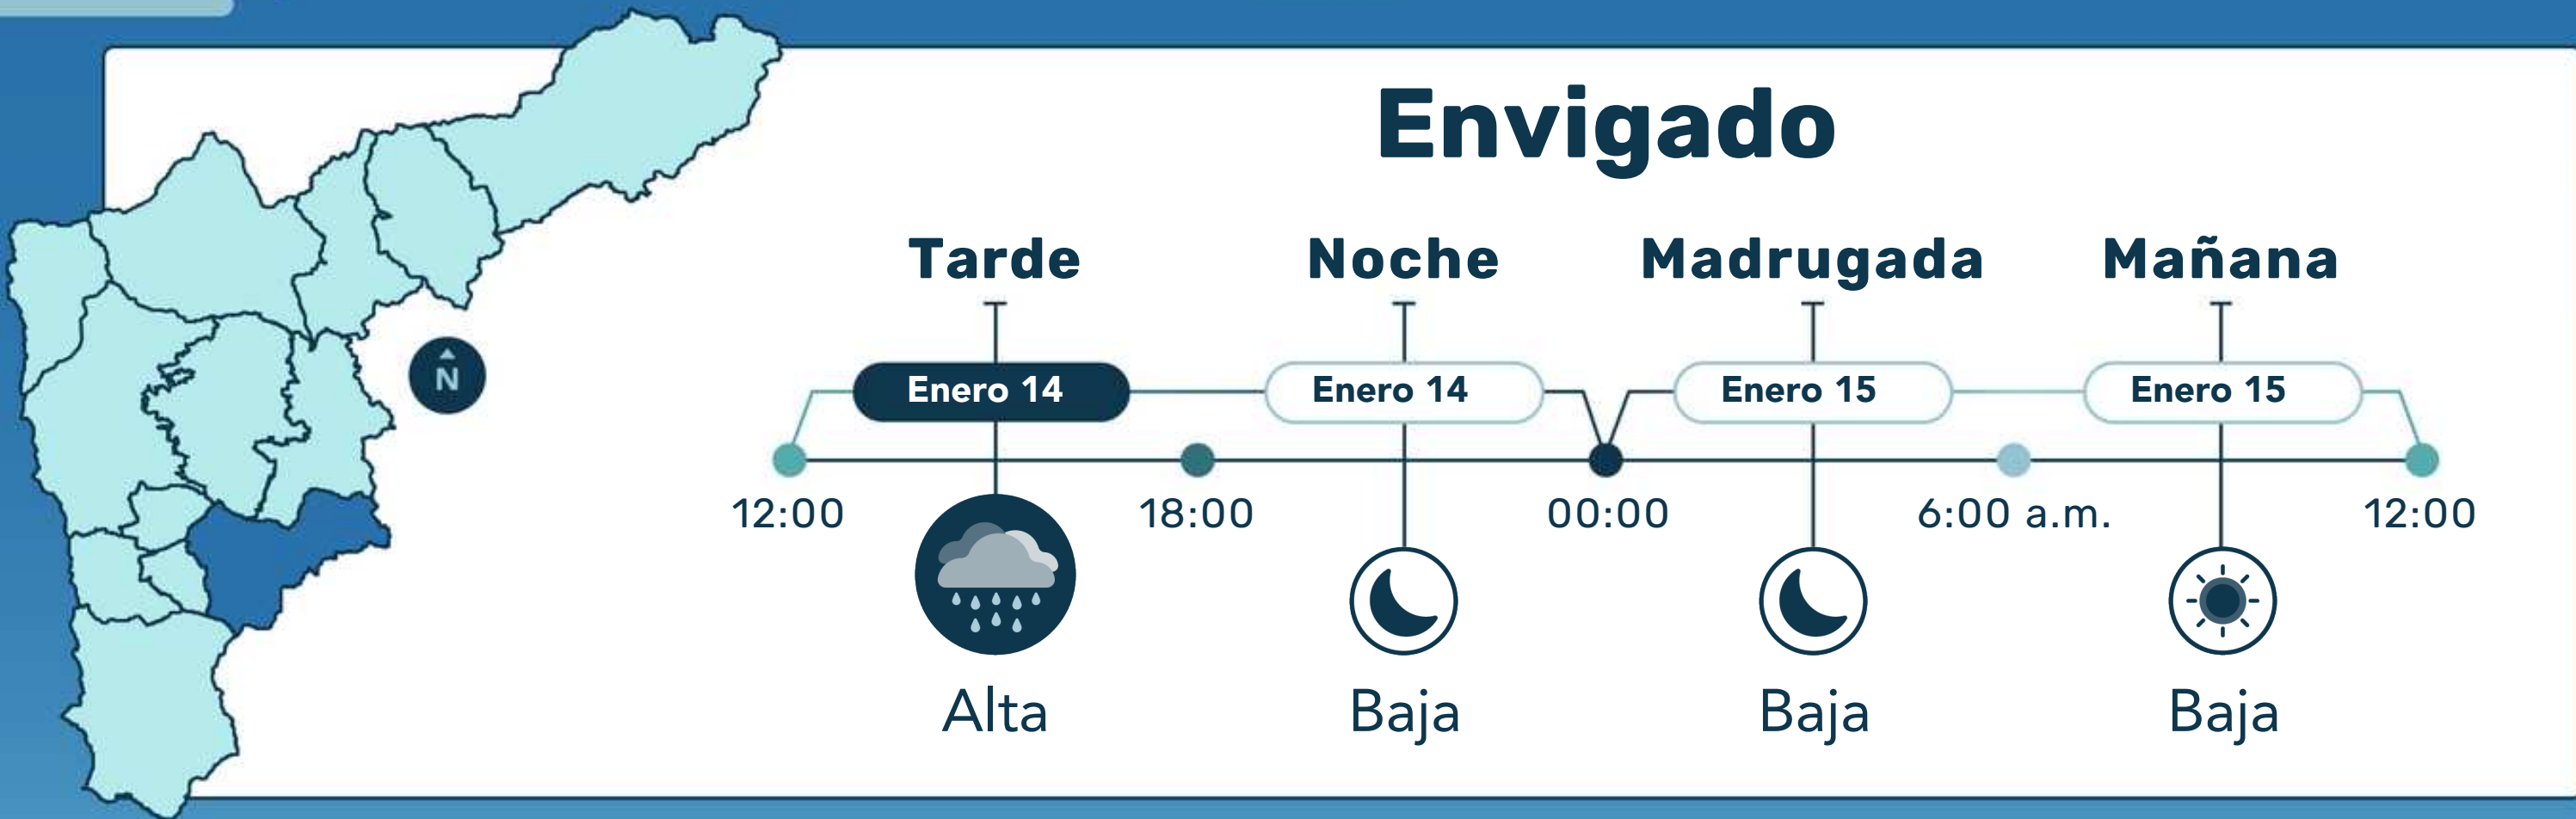 Envigado
Tarde Noche Madrugada Mañana
N
Enero 14 Enero 14 Enero 15 Enero 15
12:00 18:00 00:00 6:00 a.m. 12:00
Alta Baja Baja Baja